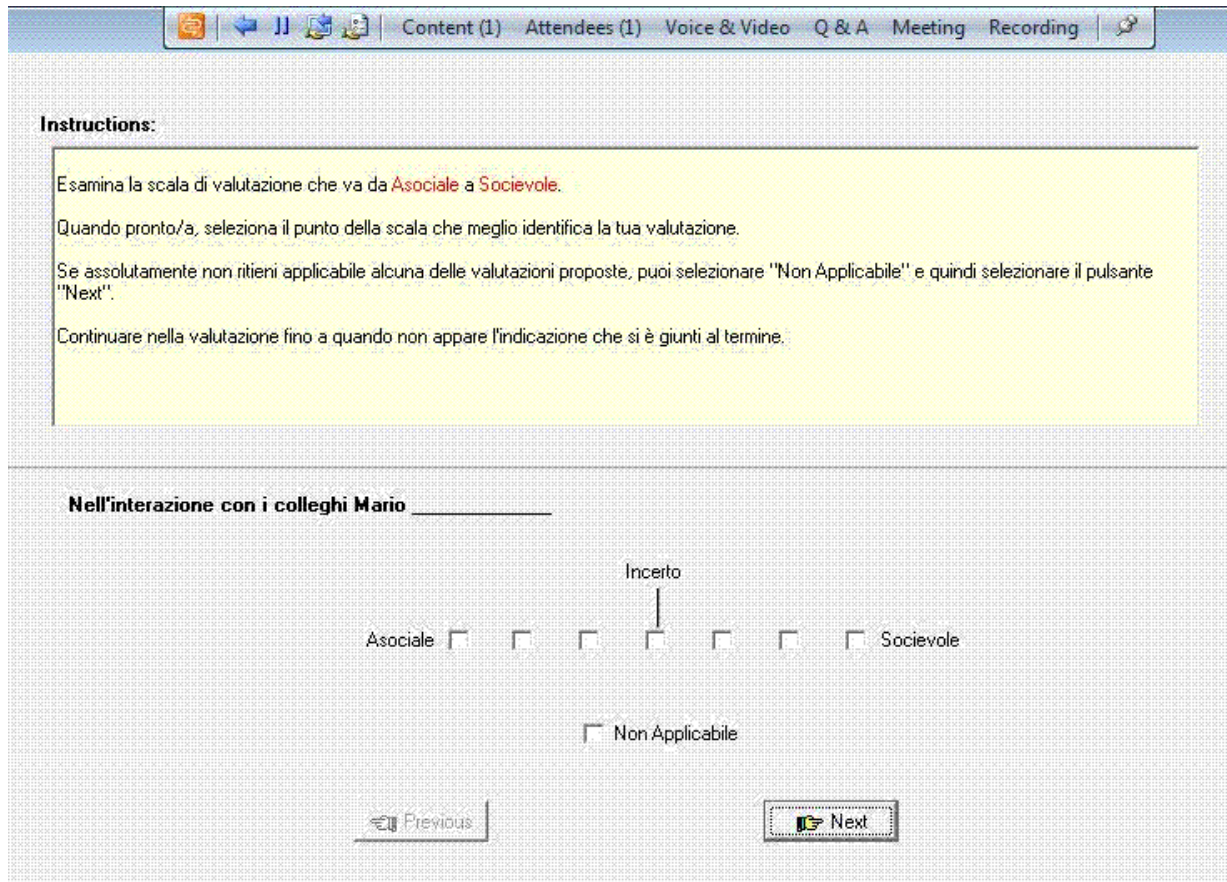 Content (1) Attendees (1) Voice & Video Q & A Meeting Recording
Instructions:
Esamina la scala di valutazione che va da Asociale a Socievole.
Quando pronto/a, seleziona il punto della scala che meglio identifica la tua valutazione.
Se assolutamente non ritieni applicabile alcuna delle valutazioni proposte, puoi selezionare "Non Applicabile" e quindi selezionare il pulsante
"Next".
Continuare nella valutazione fino a quando non appare l'indicazione che si è giunti al termine.
Nell'interazione con i colleghi Mario _____________
Incerto
Asociale Socievole
Non Applicabile
Previous Next